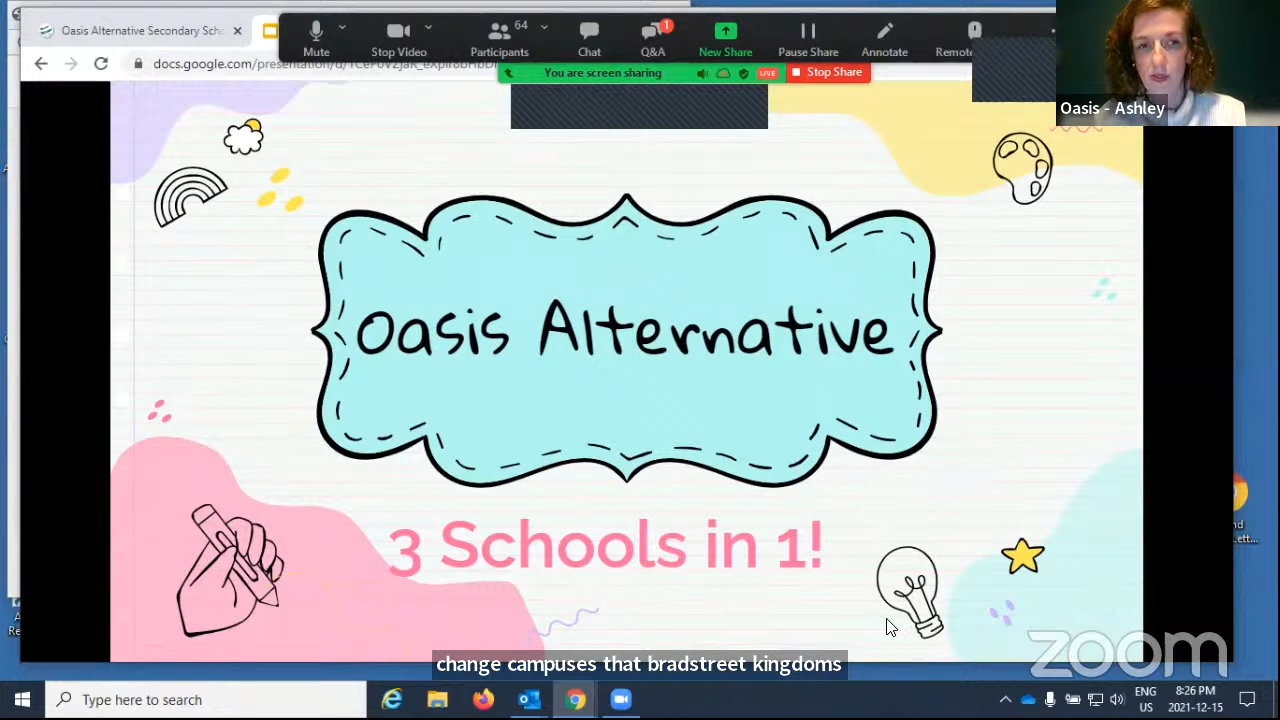 Oasis Alternative Secondary Sch
Mute
Stop Video
64
Participants
Chat
1
Q&A
New Share
Pause Share
Annotate
Remote
docs.google.com/presentation/d/
You are screen sharing
LIVE
Stop Share
Oasis - Ashley
Oasis Alternative
3 Schools in 1!
zoom
change campuses that bradstreet kingdoms
Type here to search
ENG
US
8:26 PM
2021-12-15